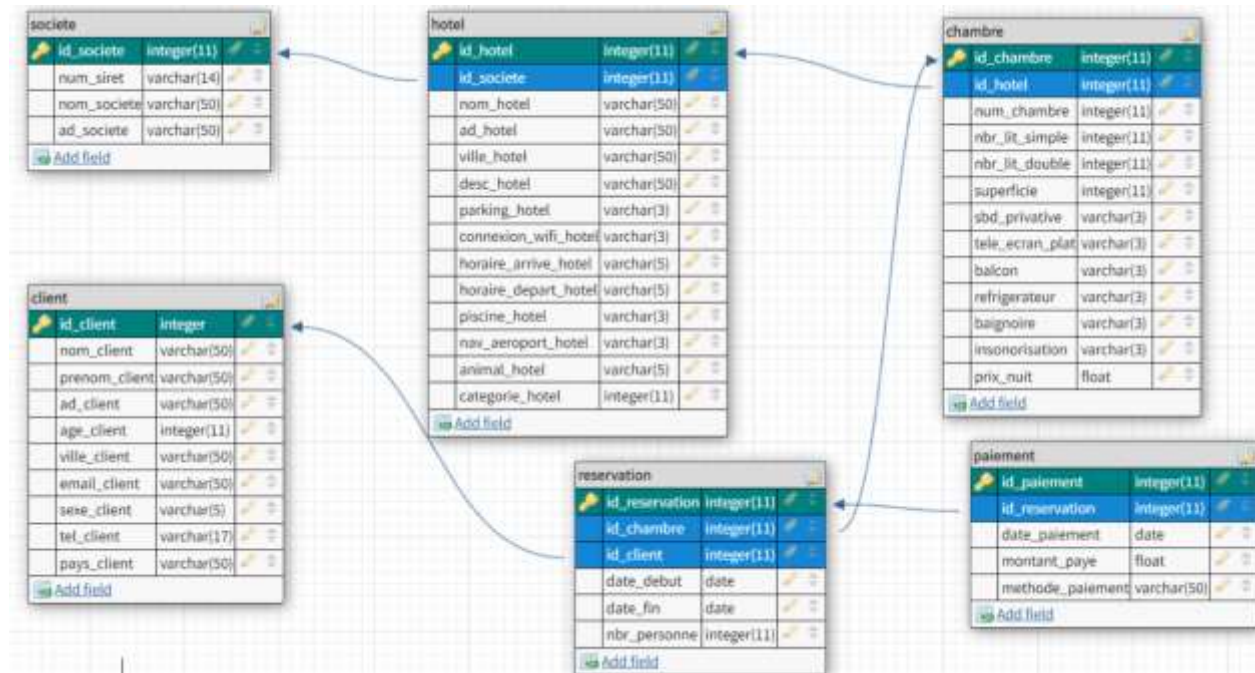 societe
id_societe integer(11)
num_siret varchar(14)
nom_societe varchar(50)
ad_societe varchar(50)
Add field
hotel
id_hotel integer(11)
id_societe integer(11)
nom_hotel varchar(50)
ad_hotel varchar(50)
ville_hotel varchar(50)
desc_hotel varchar(50)
parking_hotel varchar(3)
connexion_wifi_hotel varchar(3)
horaire_arrive_hotel varchar(5)
horaire_depart_hotel varchar(5)
piscine_hotel varchar(3)
nav_aeroport_hotel varchar(3)
animal_hotel varchar(5)
categorie_hotel integer(11)
Add field
chambre
id_chambre integer(11)
id_hotel integer(11)
num_chambre integer(11)
nbr_lit_simple integer(11)
nbr_lit_double integer(11)
superficie integer(11)
sbd_privative varchar(3)
tele_ecran_plat varchar(3)
balcon varchar(3)
refrigerateur varchar(3)
baignoire varchar(3)
insonorisation varchar(3)
prix_nuit float
Add field
client
id_client integer
nom_client varchar(50)
prenom_client varchar(50)
ad_client varchar(50)
age_client integer(11)
ville_client varchar(50)
email_client varchar(50)
sexe_client varchar(5)
tel_client varchar(17)
pays_client varchar(50)
Add field
reservation
id_reservation integer(11)
id_chambre integer(11)
id_client integer(11)
date_debut date
date_fin date
nbr_personne integer(11)
Add field
paiement
id_paiement integer(11)
id_reservation integer(11)
date_paiement date
montant_paye float
methode_paiement varchar(50)
Add field